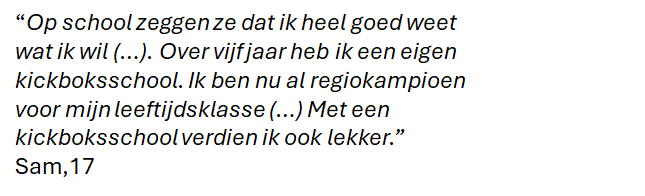 “Op school zeggen ze dat ik heel goed weet
wat ik wil (...). Over vijf jaar heb ik een eigen
kickboksschool. Ik ben nu al regiokampioen
voor mijn leeftijdsklasse (...) Met een
kickboksschool verdien ik ook lekker.”
Sam,17